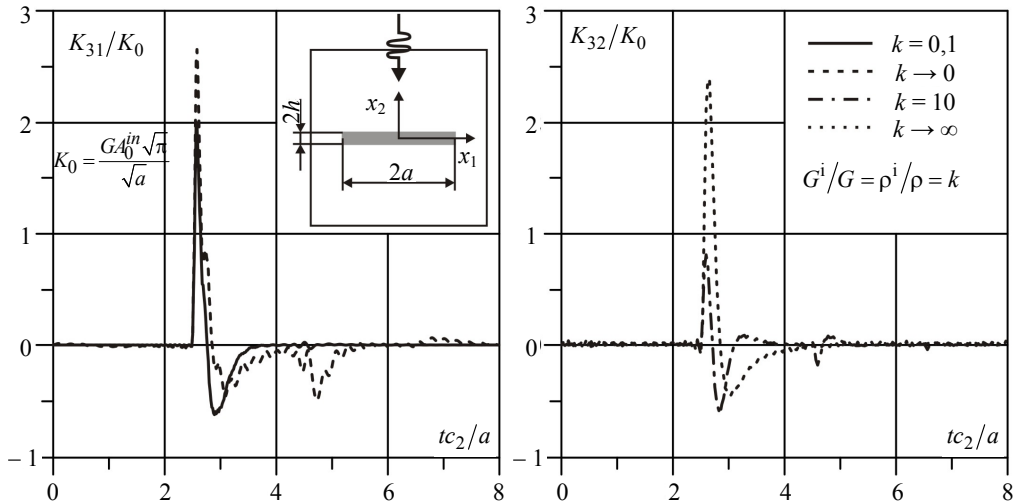 3
2
1
0
– 1
K₃₁/K₀
K₀ = GA₀ⁱⁿ√π / √a
2h
x₂
x₁
2a
tc₂/a
0 2 4 6 8
3
2
1
0
– 1
K₃₂/K₀
k = 0,1
k → 0
k = 10
k → ∞
Gⁱ/G = ρⁱ/ρ = k
tc₂/a
0 2 4 6 8